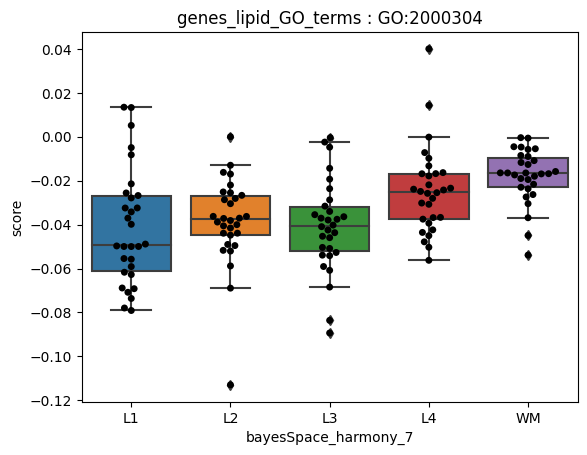 genes_lipid_GO_terms : GO:2000304
0.04
0.02
0.00
−0.02
−0.04
−0.06
−0.08
−0.10
−0.12
score
L1 L2 L3 L4 WM
bayesSpace_harmony_7